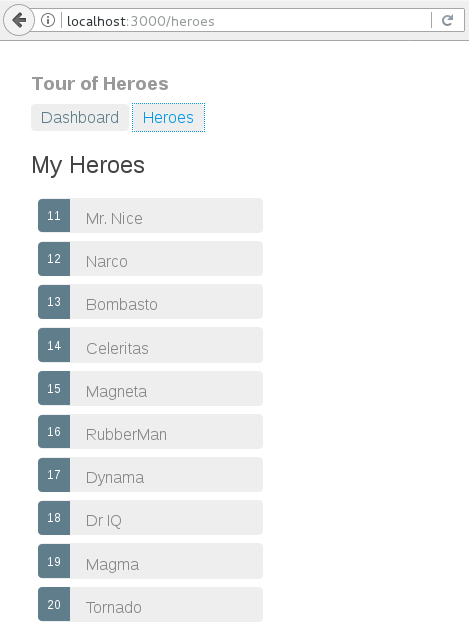 localhost:3000/heroes
Tour of Heroes
Dashboard Heroes
My Heroes
11 Mr. Nice
12 Narco
13 Bombasto
14 Celeritas
15 Magneta
16 RubberMan
17 Dynama
18 Dr IQ
19 Magma
20 Tornado